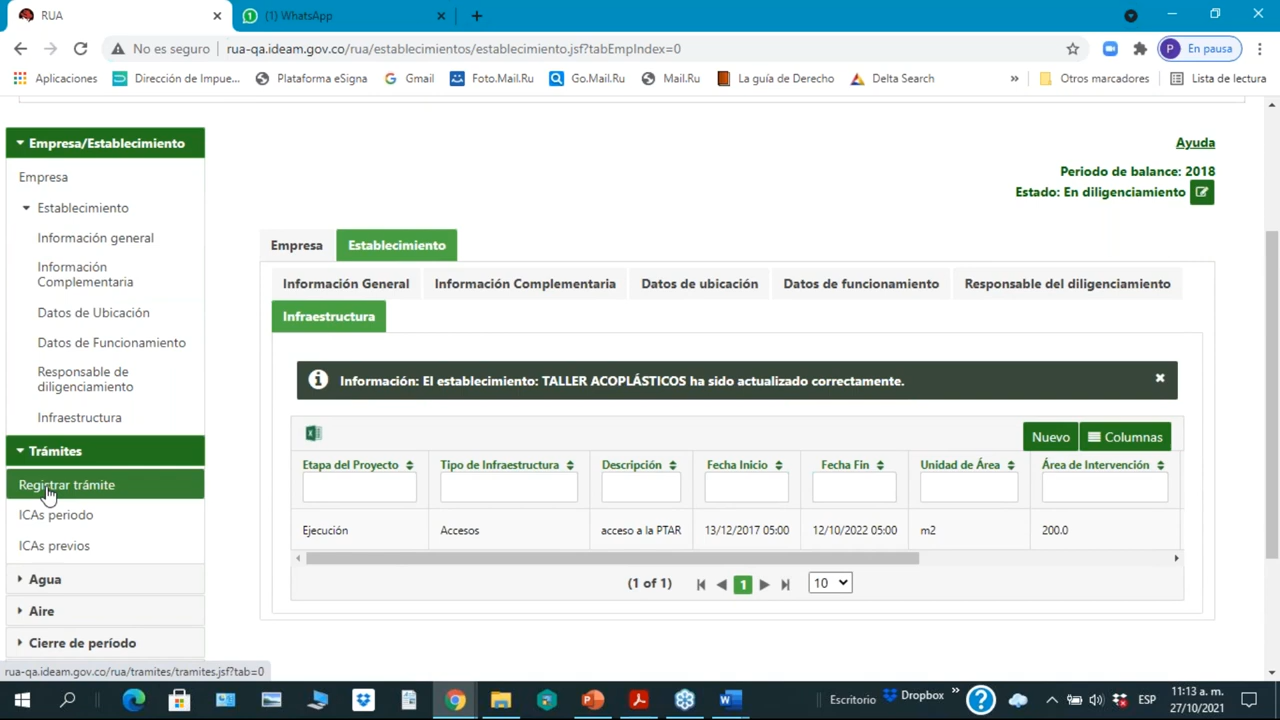 RUA
(1) WhatsApp
No es seguro
rua-qa.ideam.gov.co/rua/establecimientos/establecimiento.jsf?tabEmpIndex=0
P En pausa
Aplicaciones
Dirección de Impue...
Plataforma eSigna
Gmail
Foto.Mail.Ru
Go.Mail.Ru
Mail.Ru
La guía de Derecho
Delta Search
»
Otros marcadores
Lista de lectura
Empresa/Establecimiento
Empresa
Establecimiento
Información general
Información
Complementaria
Datos de Ubicación
Datos de Funcionamiento
Responsable de
diligenciamiento
Infraestructura
Trámites
Registrar trámite
ICAs periodo
ICAs previos
Agua
Aire
Cierre de período
Ayuda
Periodo de balance: 2018
Estado: En diligenciamiento
Empresa Establecimiento
Información General Información Complementaria Datos de ubicación Datos de funcionamiento Responsable del diligenciamiento
Infraestructura
Información: El establecimiento: TALLER ACOPLÁSTICOS ha sido actualizado correctamente.
Nuevo Columnas
Etapa del Proyecto Tipo de Infraestructura Descripción Fecha Inicio Fecha Fin Unidad de Área Área de Intervención
Ejecución Accesos acceso a la PTAR 13/12/2017 05:00 12/10/2022 05:00 m2 200.0
(1 of 1) 1 10
rua-qa.ideam.gov.co/rua/tramites/tramites.jsf?tab=0
Escritorio
Dropbox
»
ESP
11:13 a. m.
27/10/2021